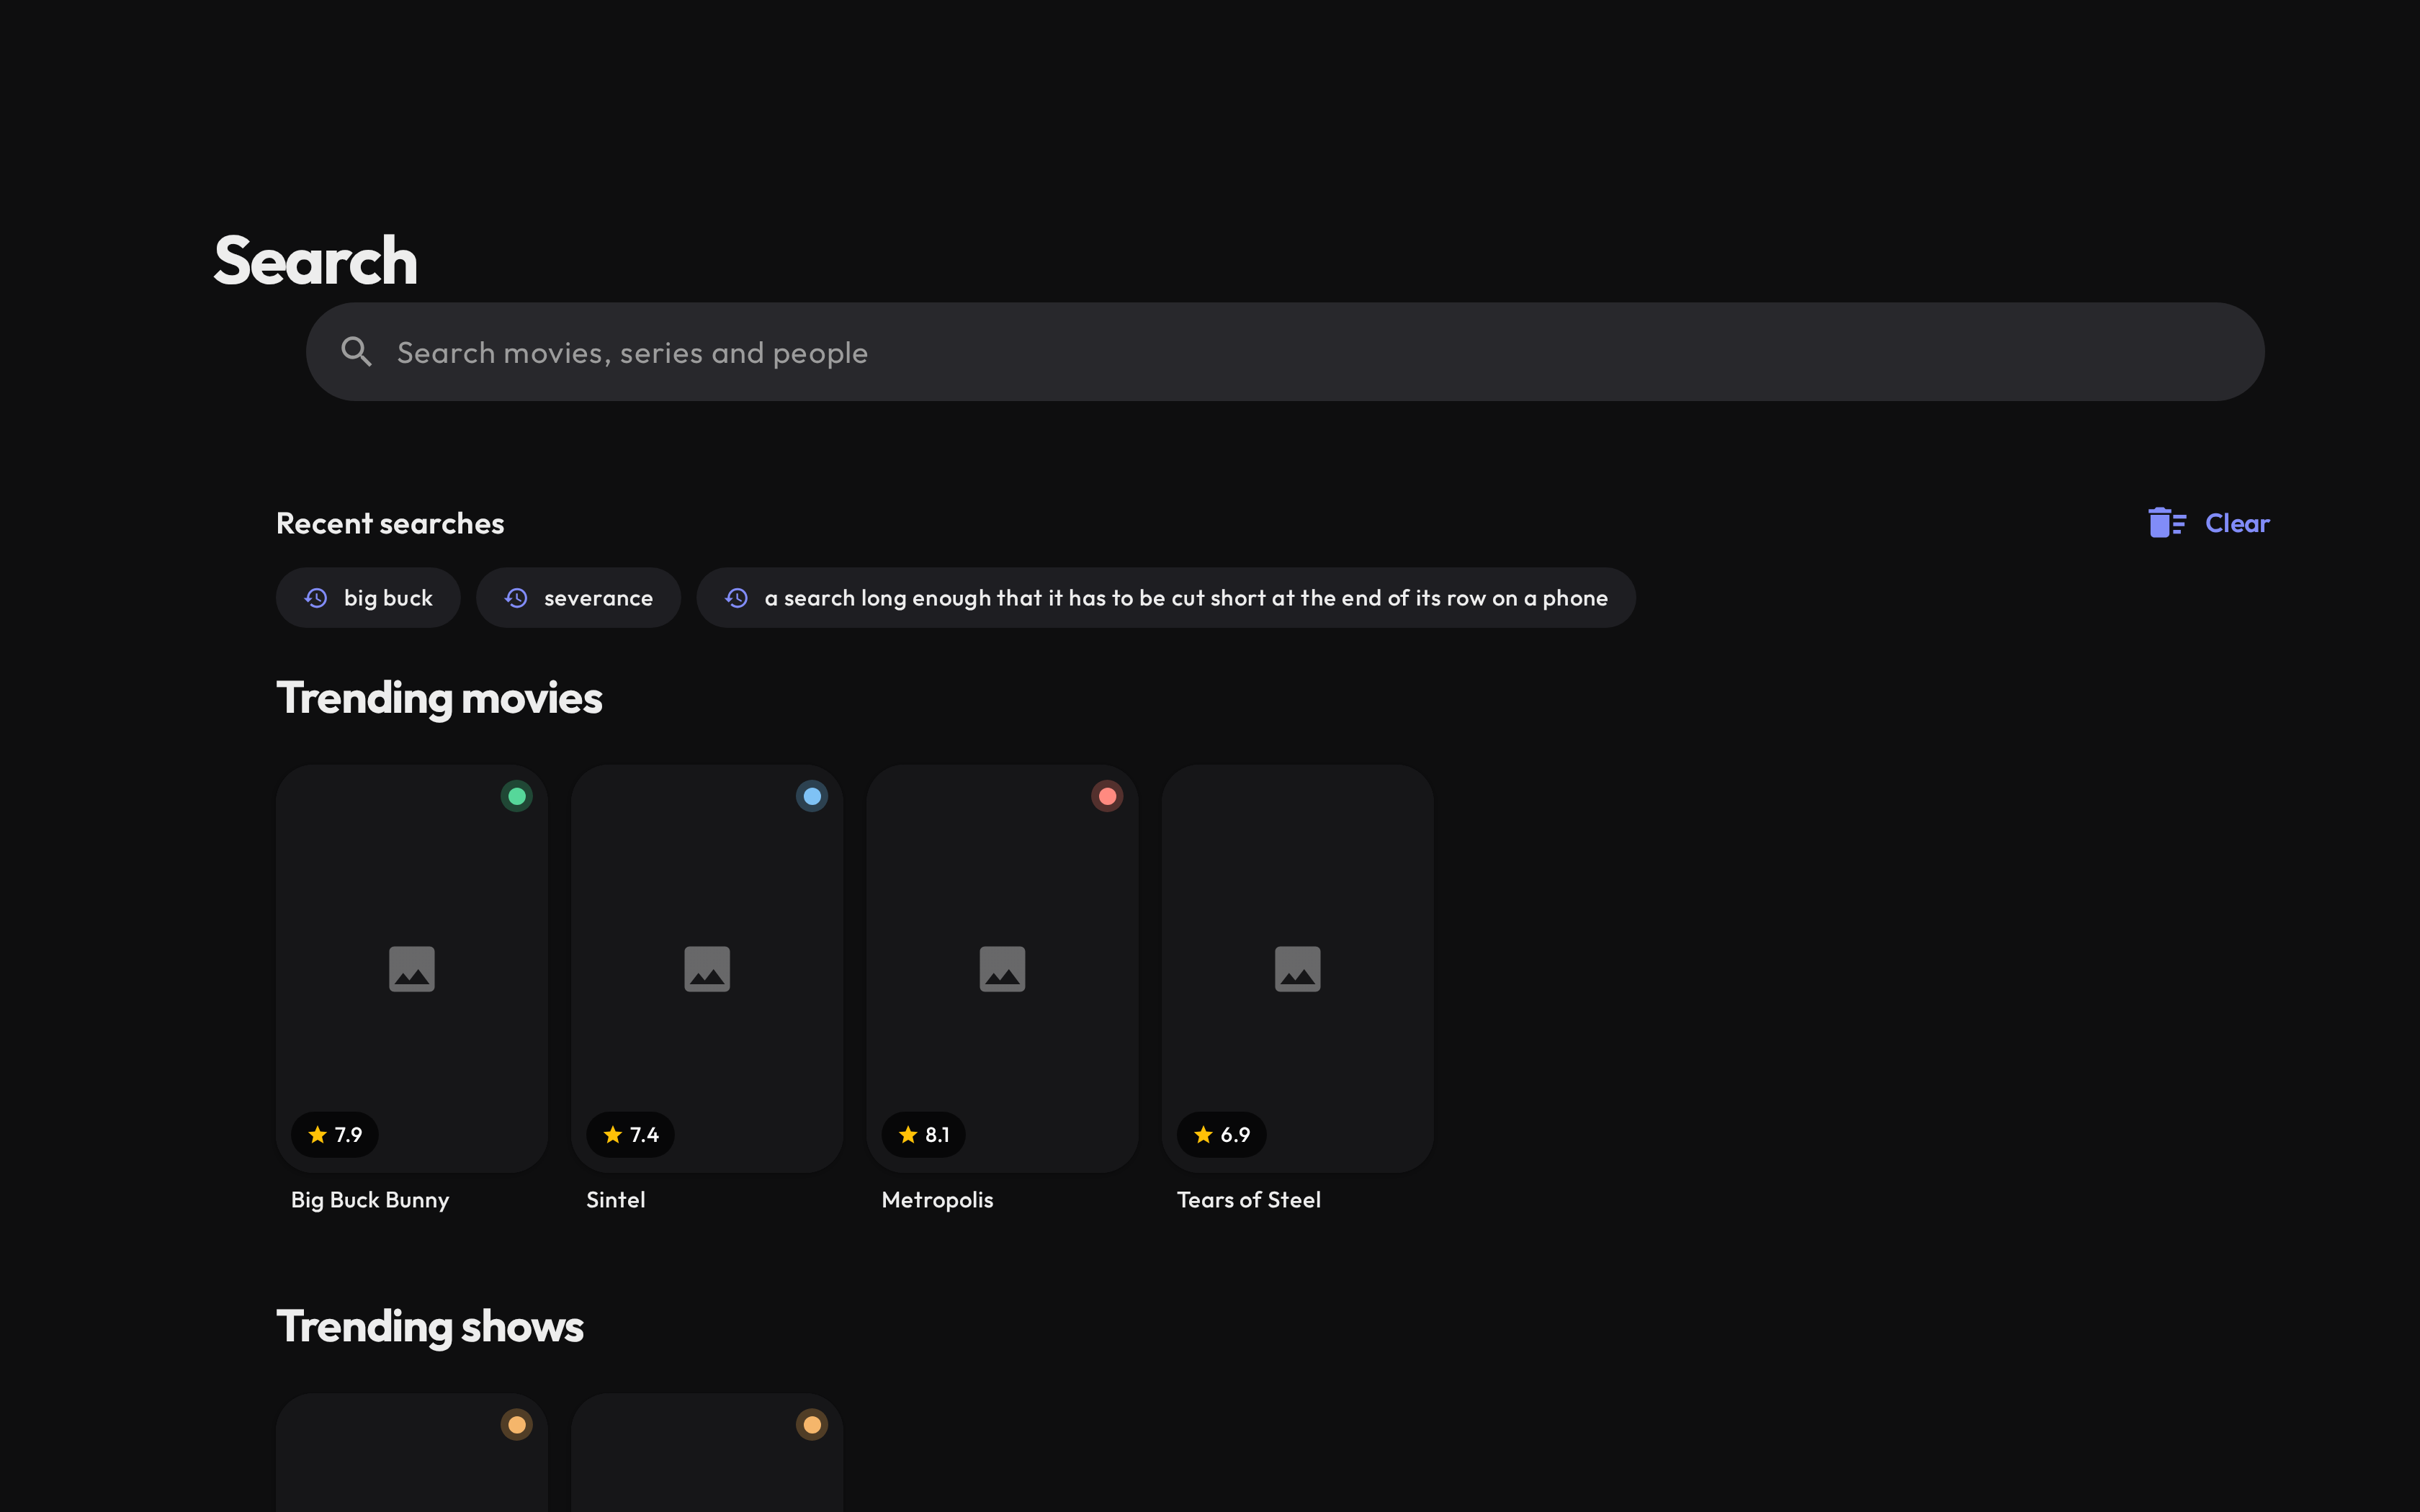 Search
Search movies, series and people
Recent searches
Clear
big buck
severance
a search long enough that it has to be cut short at the end of its row on a phone
Trending movies
7.9
7.4
8.1
6.9
Big Buck Bunny
Sintel
Metropolis
Tears of Steel
Trending shows